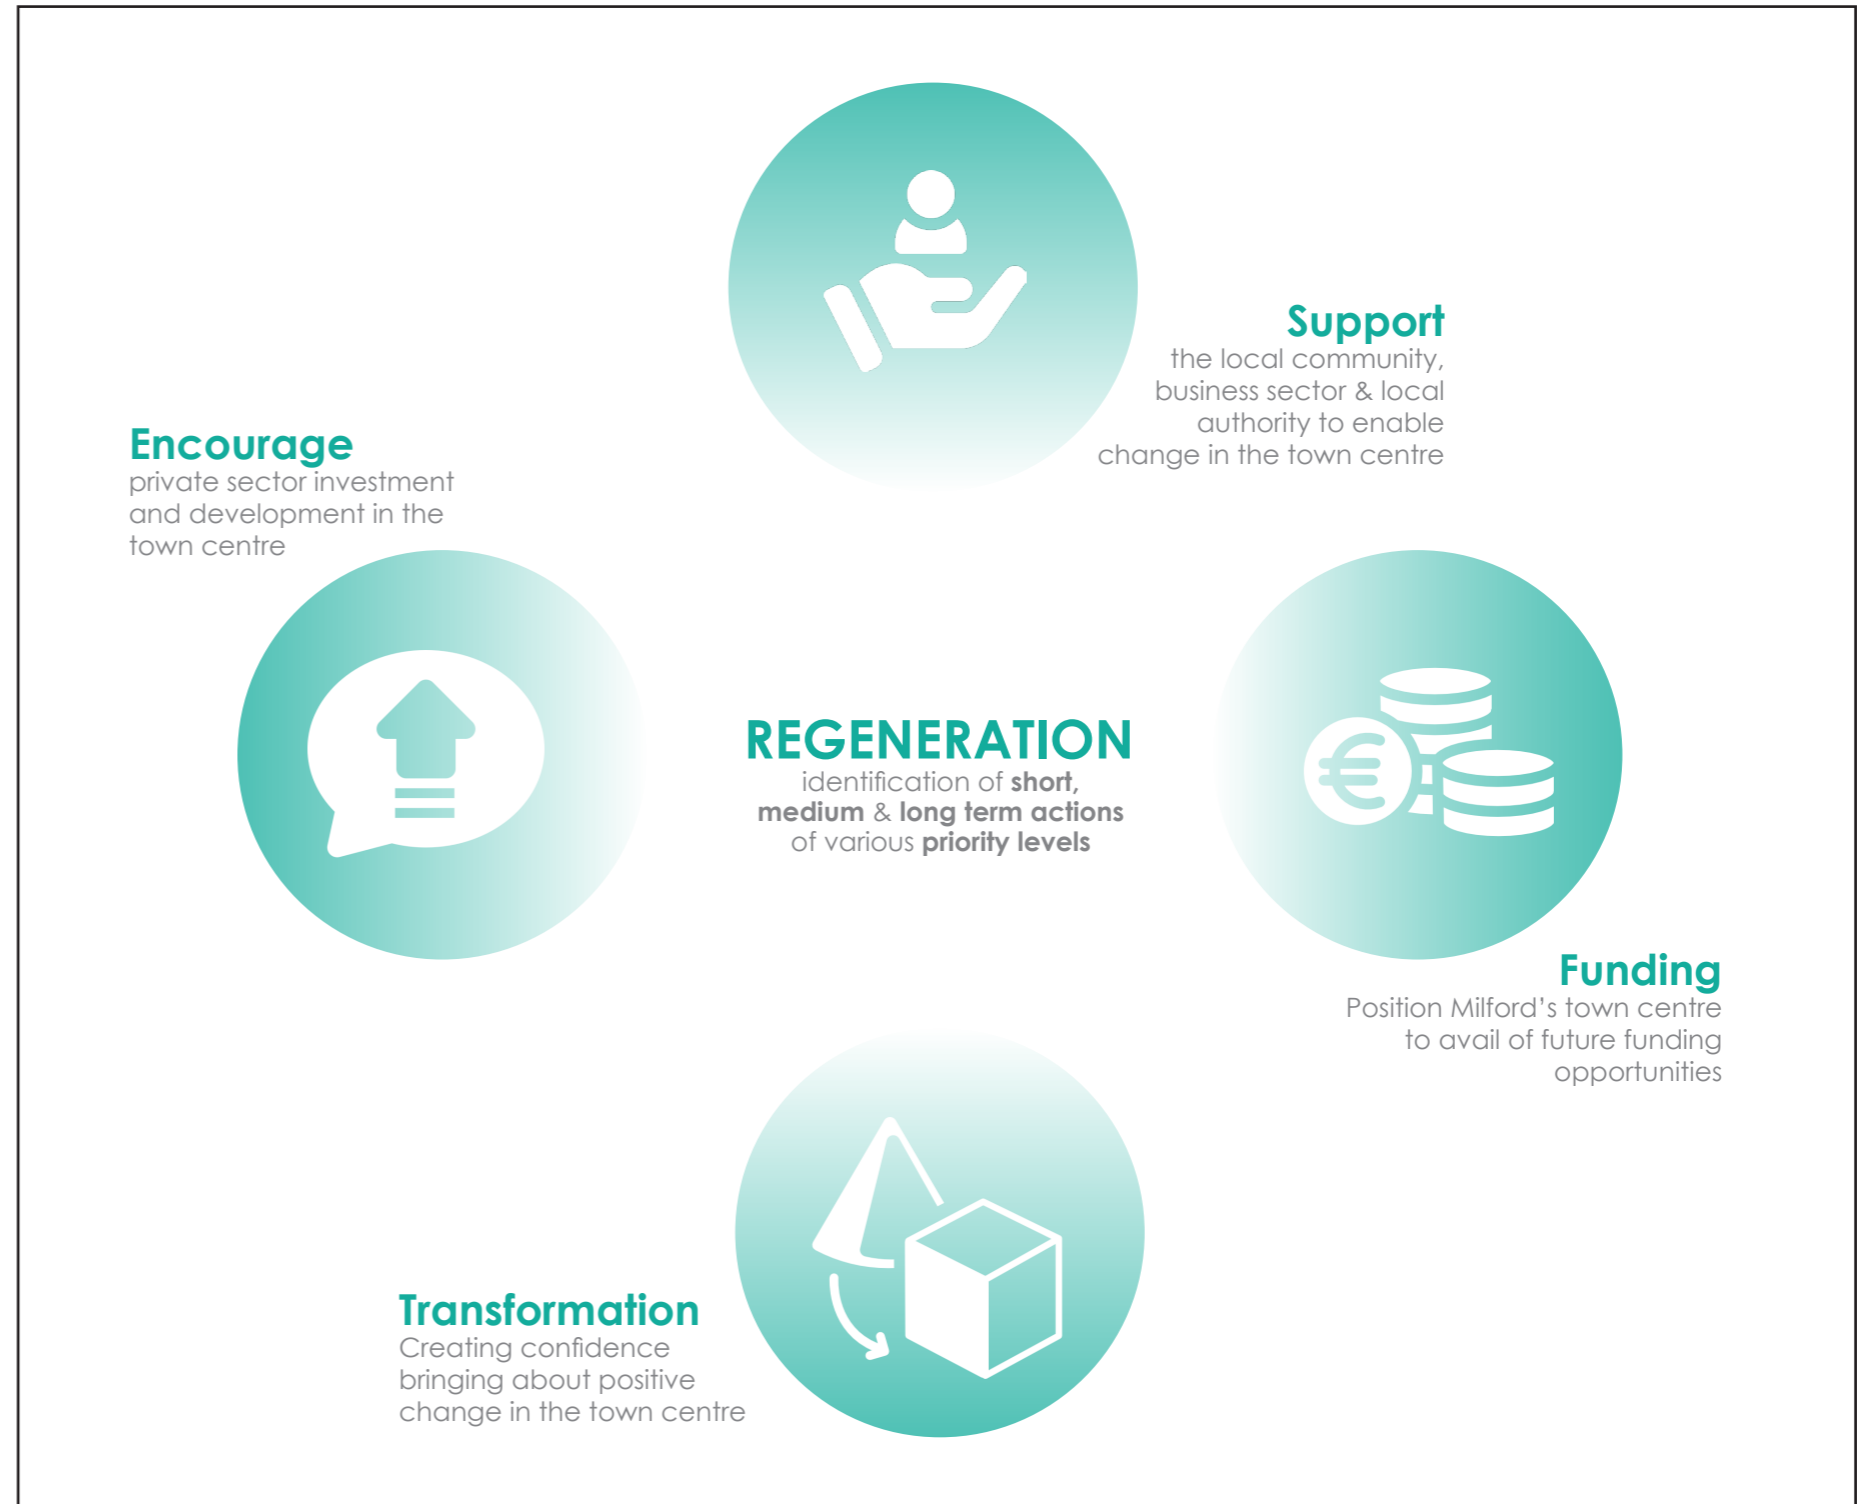 Support
the local community,
business sector & local
authority to enable
change in the town centre
Encourage
private sector investment
and development in the
town centre
REGENERATION
identification of short,
medium & long term actions
of various priority levels
€
Funding
Position Milford's town centre
to avail of future funding
opportunities
Transformation
Creating confidence
bringing about positive
change in the town centre